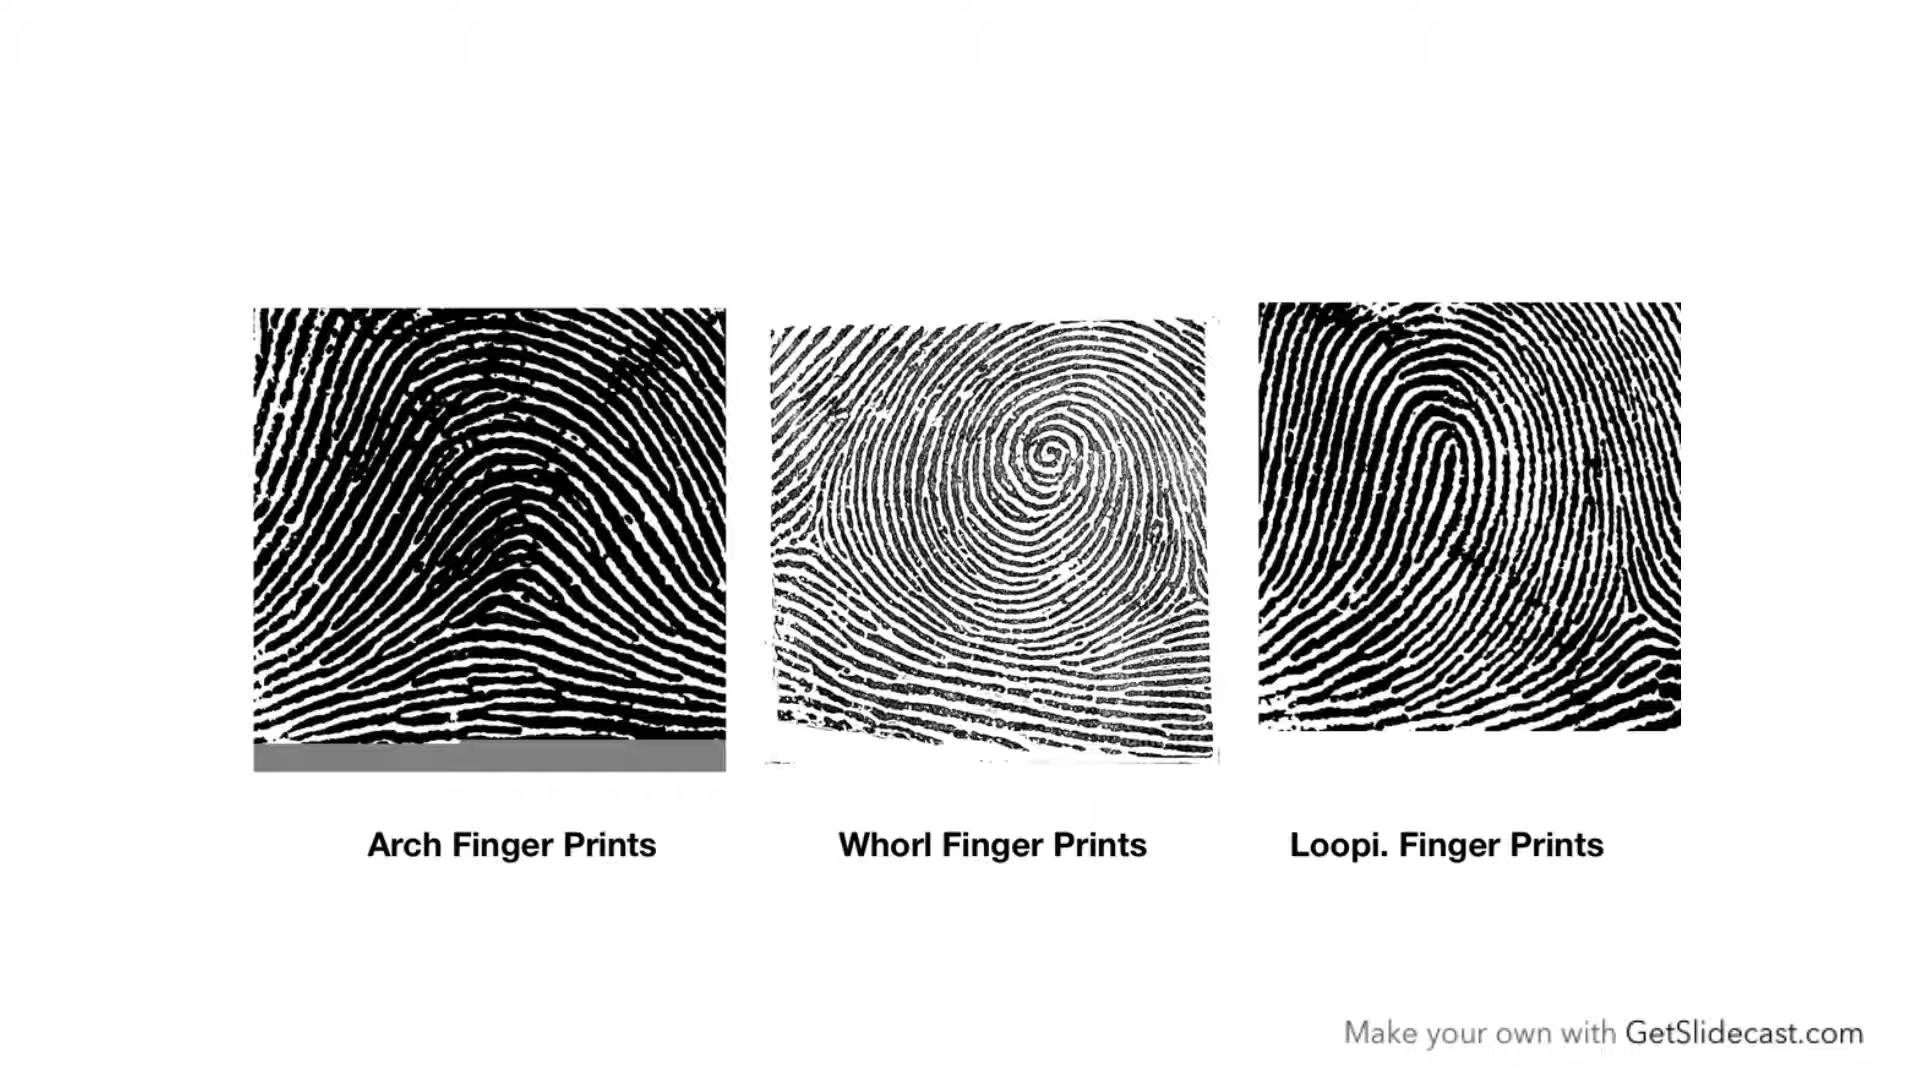 Arch Finger Prints
Whorl Finger Prints
Loopi. Finger Prints
Make your own with GetSlidecast.com